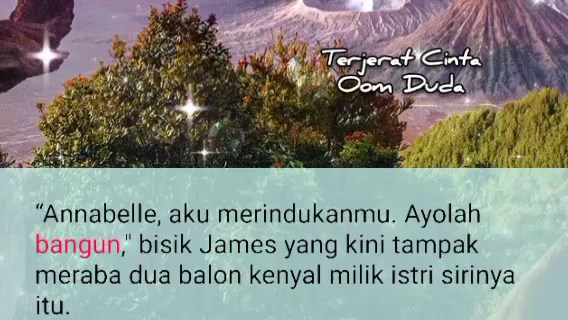 Terjerat Cinta
Oom Duda
“Annabelle, aku merindukanmu. Ayolah
bangun," bisik James yang kini tampak
meraba dua balon kenyal milik istri sirinya
itu.